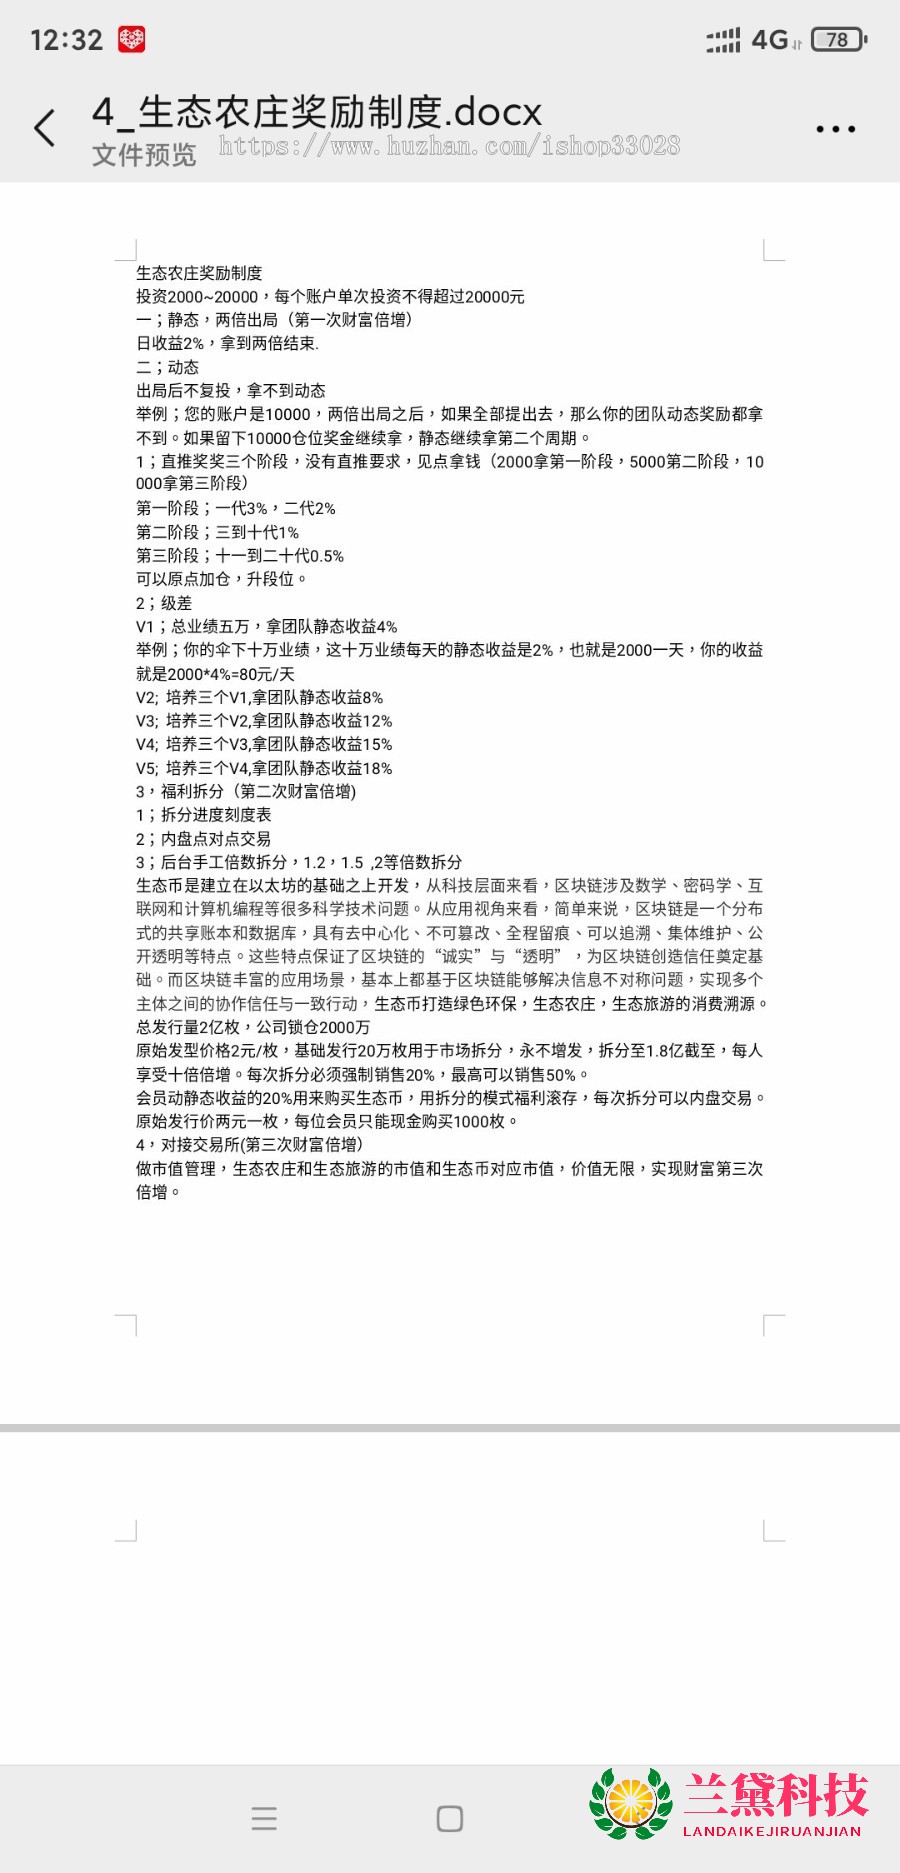 12:32
4G
78
4_生态农庄奖励制度.docx
文件预览
https://www.huzhan.com/ishop33028
生态农庄奖励制度
投资2000~20000，每个账户单次投资不得超过20000元
一；静态，两倍出局（第一次财富倍增）
日收益2%，拿到两倍结束.
二；动态
出局后不复投，拿不到动态
举例；您的账户是10000，两倍出局之后，如果全部提出去，那么你的团队动态奖励都拿
不到。如果留下10000仓位奖金继续拿，静态继续拿第二个周期。
1；直推奖奖三个阶段，没有直推要求，见点拿钱（2000拿第一阶段，5000第二阶段，10
000拿第三阶段）
第一阶段；一代3%，二代2%
第二阶段；三到十代1%
第三阶段；十一到二十代0.5%
可以原点加仓，升段位。
2；级差
V1；总业绩五万，拿团队静态收益4%
举例；你的伞下十万业绩，这十万业绩每天的静态收益是2%，也就是2000一天，你的收益
就是2000*4%=80元/天
V2; 培养三个V1,拿团队静态收益8%
V3; 培养三个V2,拿团队静态收益12%
V4; 培养三个V3,拿团队静态收益15%
V5; 培养三个V4,拿团队静态收益18%
3，福利拆分（第二次财富倍增)
1；拆分进度刻度表
2；内盘点对点交易
3；后台手工倍数拆分，1.2，1.5 ,2等倍数拆分
生态币是建立在以太坊的基础之上开发，从科技层面来看，区块链涉及数学、密码学、互
联网和计算机编程等很多科学技术问题。从应用视角来看，简单来说，区块链是一个分布
式的共享账本和数据库，具有去中心化、不可篡改、全程留痕、可以追溯、集体维护、公
开透明等特点。这些特点保证了区块链的“诚实”与“透明”，为区块链创造信任奠定基
础。而区块链丰富的应用场景，基本上都基于区块链能够解决信息不对称问题，实现多个
主体之间的协作信任与一致行动，生态币打造绿色环保，生态农庄，生态旅游的消费溯源。
总发行量2亿枚，公司锁仓2000万
原始发型价格2元/枚，基础发行20万枚用于市场拆分，永不增发，拆分至1.8亿截至，每人
享受十倍倍增。每次拆分必须强制销售20%，最高可以销售50%。
会员动静态收益的20%用来购买生态币，用拆分的模式福利滚存，每次拆分可以内盘交易。
原始发行价两元一枚，每位会员只能现金购买1000枚。
4，对接交易所(第三次财富倍增）
做市值管理，生态农庄和生态旅游的市值和生态币对应市值，价值无限，实现财富第三次
倍增。
兰黛科技
LANDAIKEJIRUANJIAN